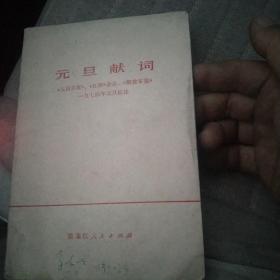 元旦献词
《人民日报》、《红旗》杂志、《解放军报》
一九七四年元旦社论
黑龙江人民出版社